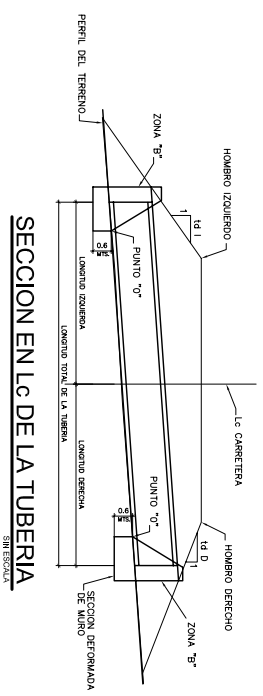 HOMBRO IZQUIERDO
Lc CARRETERA
HOMBRO DERECHO
td I
1
td D
1
ZONA "B"
ZONA "B"
PERFIL DEL TERRENO
PUNTO "O"
PUNTO "O"
0.6
MTS.
0.6
MTS.
LONGITUD IZQUIERDA
LONGITUD DERECHA
LONGITUD TOTAL DE LA TUBERIA
SECCION DEFORMADA
DE MURO
SECCION EN Lc DE LA TUBERIA
SIN ESCALA